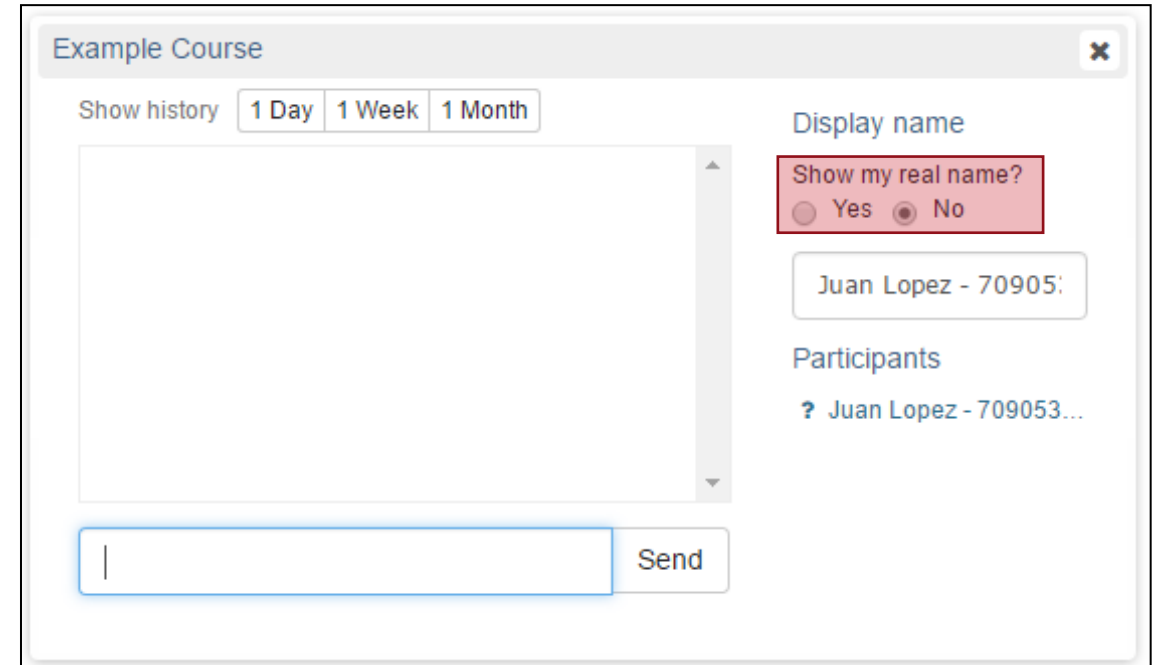 Example Course
Show history 1 Day 1 Week 1 Month
Display name
Show my real name?
Yes No
Juan Lopez - 70905
Participants
? Juan Lopez - 709053...
Send